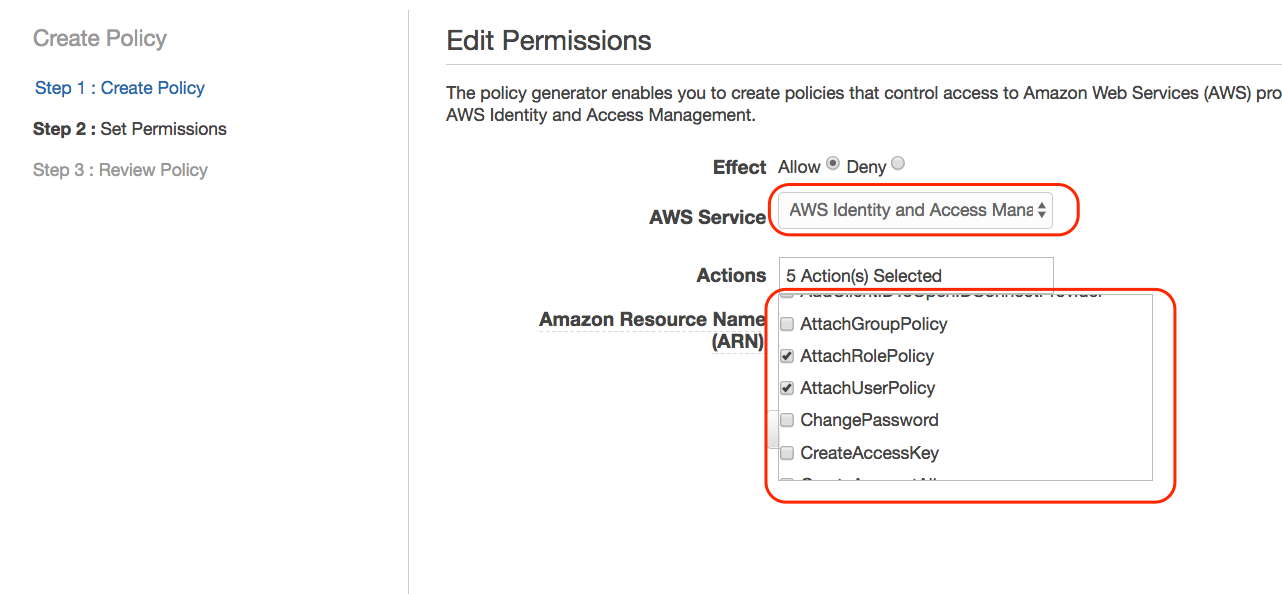 Create Policy
Step 1 : Create Policy
Step 2 : Set Permissions
Step 3 : Review Policy
Edit Permissions
The policy generator enables you to create policies that control access to Amazon Web Services (AWS) pro
AWS Identity and Access Management.
Effect Allow Deny
AWS Service AWS Identity and Access Mana
Actions 5 Action(s) Selected
Amazon Resource Name
(ARN)
AttachGroupPolicy
AttachRolePolicy
AttachUserPolicy
ChangePassword
CreateAccessKey